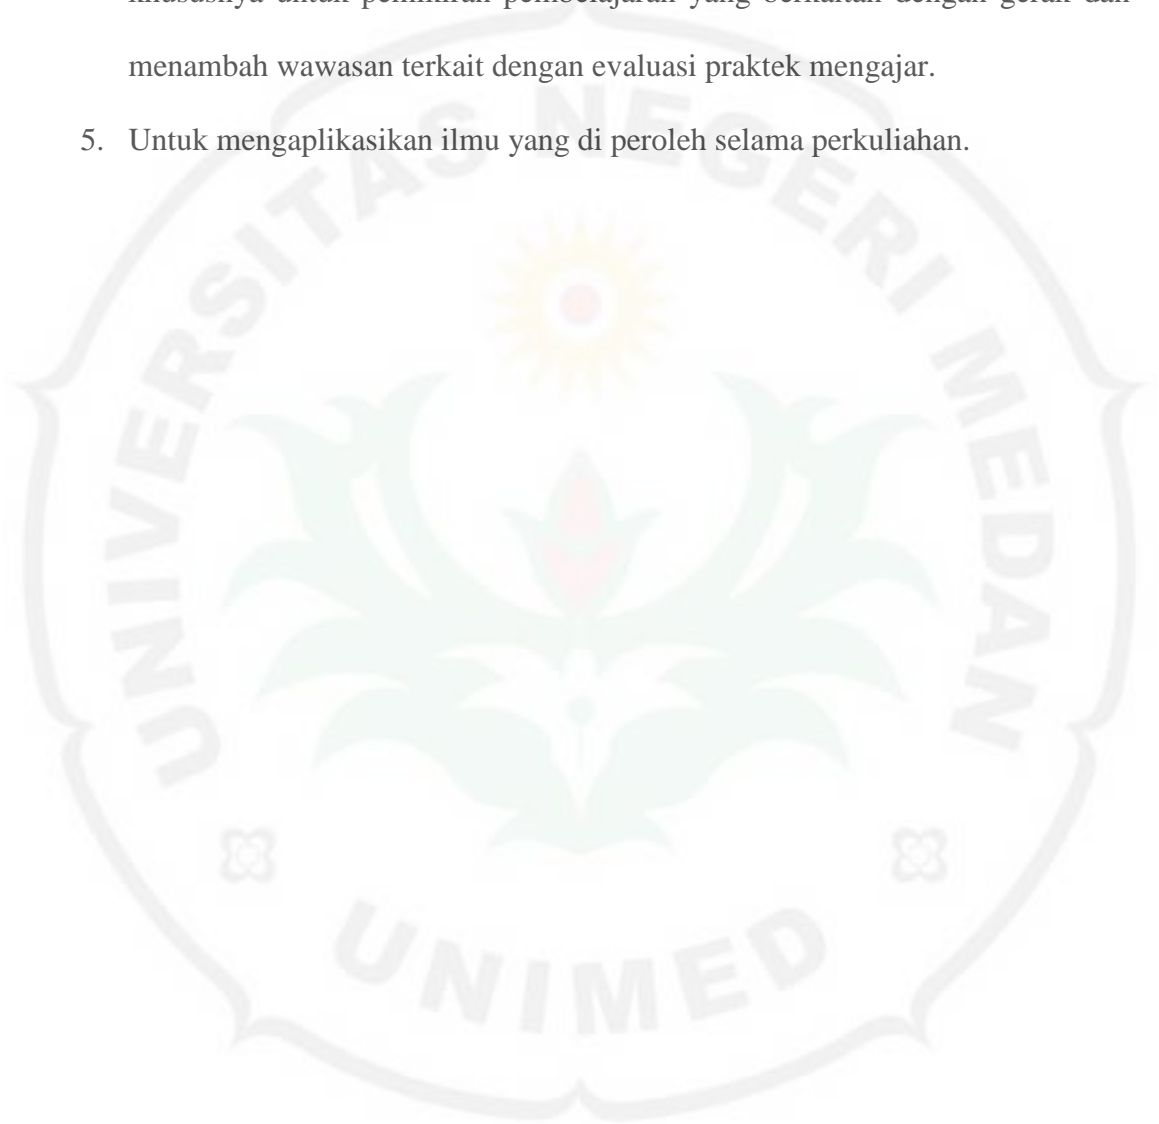 khususnya untuk pemikiran pembelajaran yang berkaitan dengan gerak dan
menambah wawasan terkait dengan evaluasi praktek mengajar.
5. Untuk mengaplikasikan ilmu yang di peroleh selama perkuliahan.
UNIVERSITAS NEGERI MEDAN
UNIMED